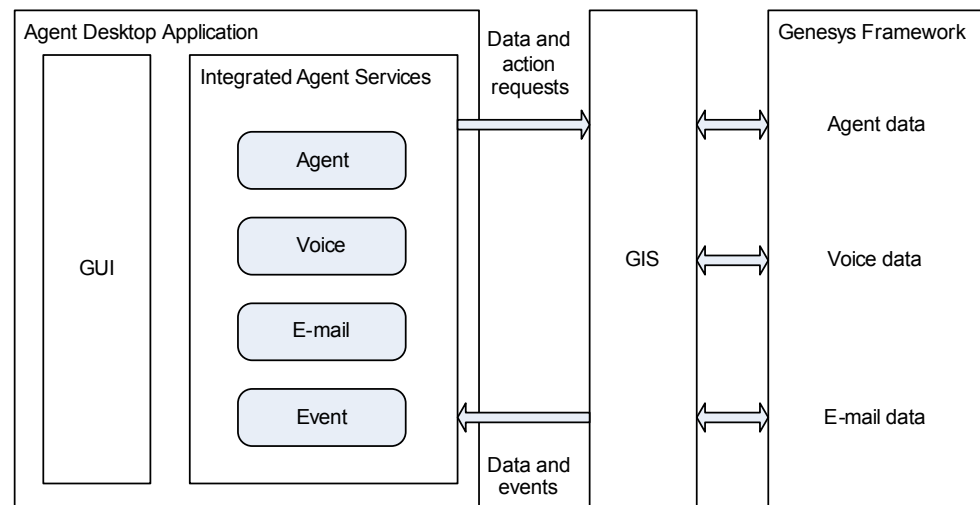 Agent Desktop Application
Integrated Agent Services
GUI
Agent
Voice
E-mail
Event
Data and
action
requests
Data and
events
GIS
Genesys Framework
Agent data
Voice data
E-mail data